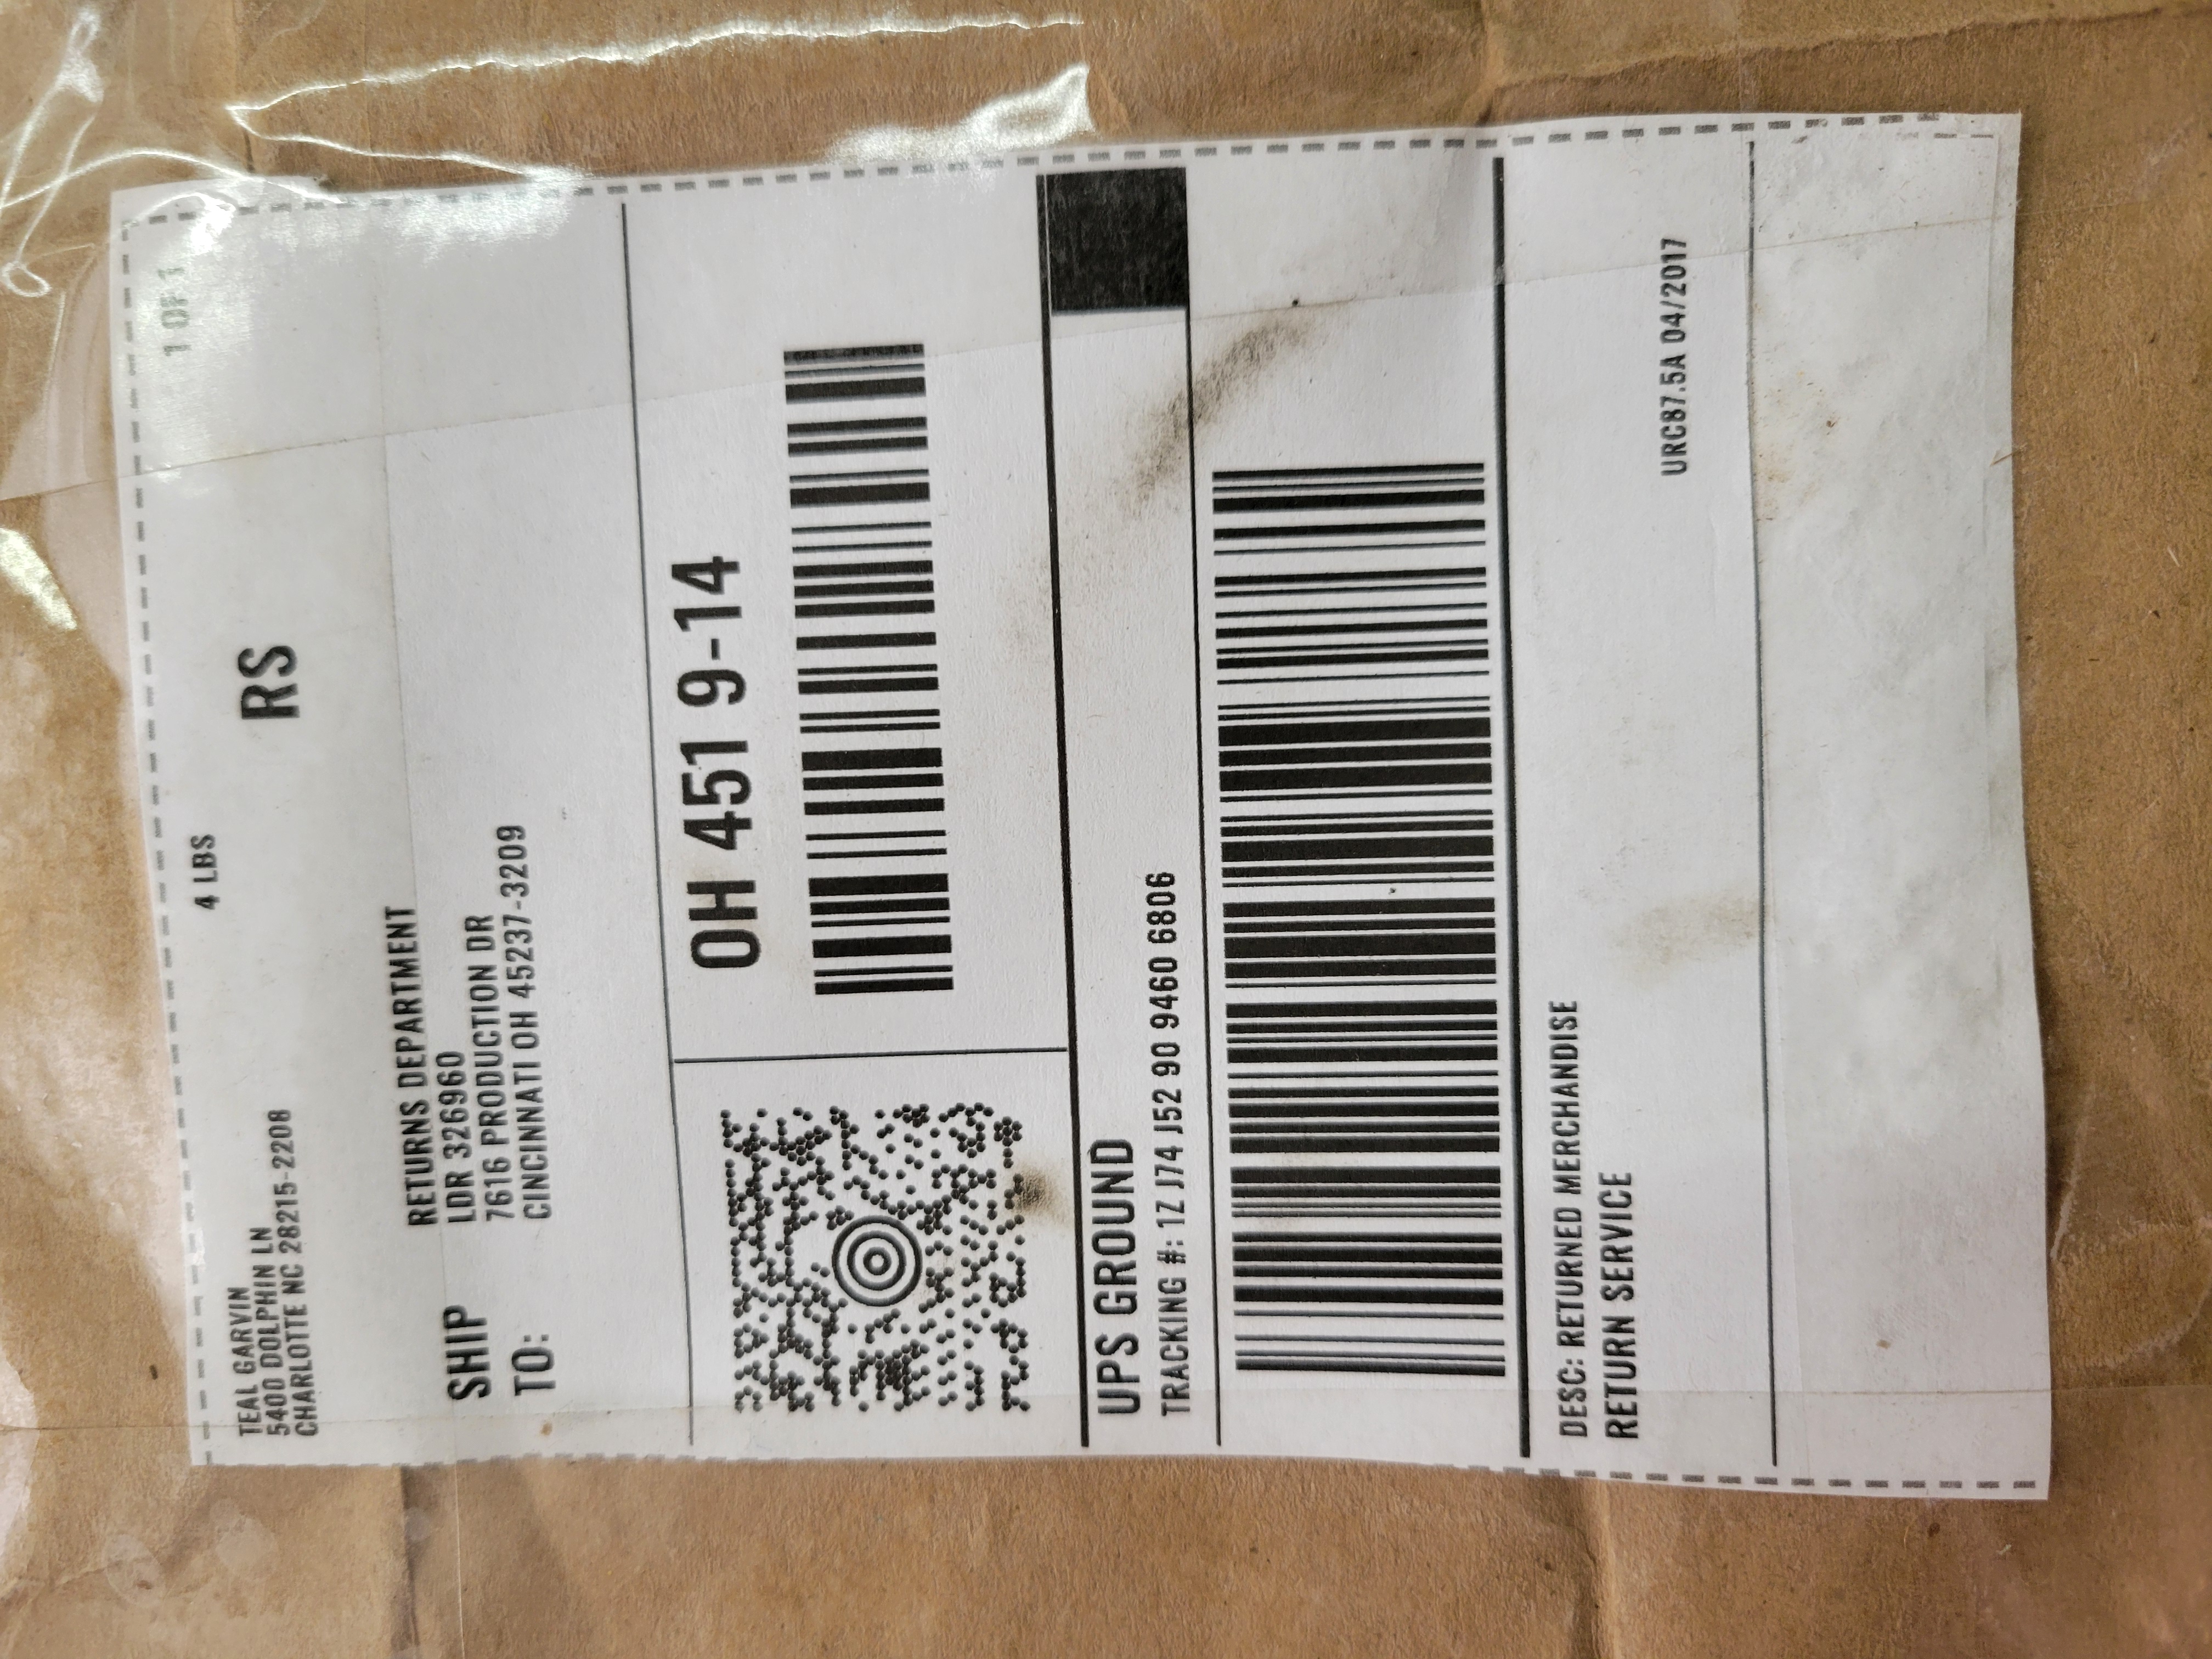 TEAL GARVIN
5400 DOLPHIN LN
CHARLOTTE NC 28215-2208
4 LBS
1 OF 1
RS
SHIP
TO:
RETURNS DEPARTMENT
LDR 326960
7616 PRODUCTION DR
CINCINNATI OH 45237-3209
OH 451 9-14
UPS GROUND
TRACKING #: 1Z J74 J52 90 9460 6806
DESC: RETURNED MERCHANDISE
RETURN SERVICE
URC87.5A 04/2017